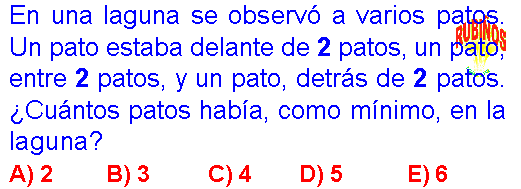 En una laguna se observó a varios patos.
Un pato estaba delante de 2 patos, un pato,
entre 2 patos, y un pato, detrás de 2 patos.
¿Cuántos patos había, como mínimo, en la
laguna?
A) 2 B) 3 C) 4 D) 5 E) 6
RUBIÑOS